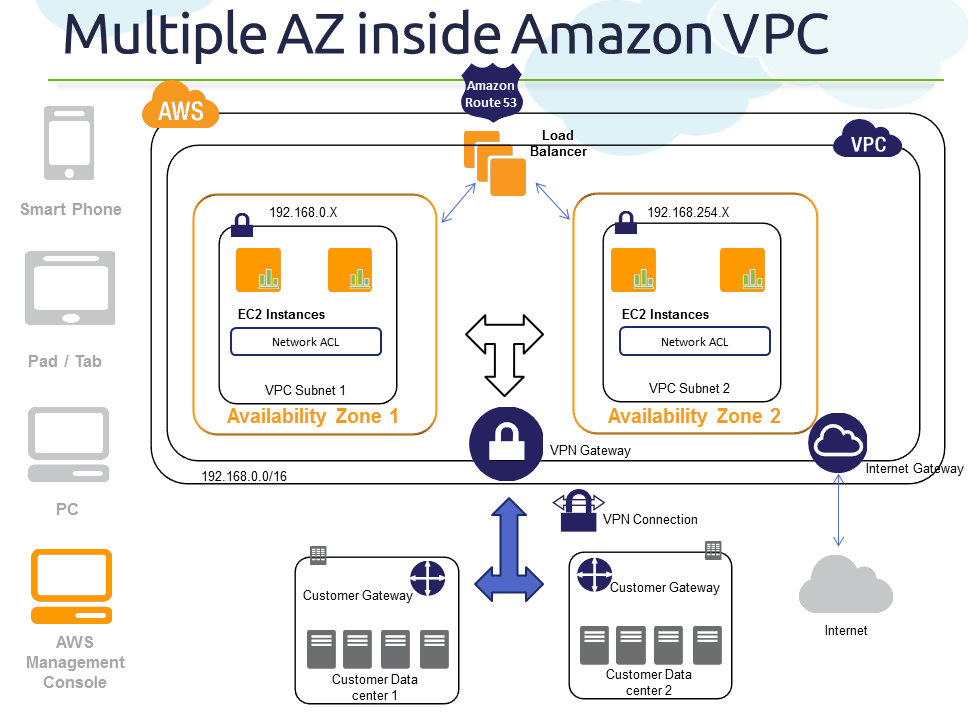 Multiple AZ inside Amazon VPC
Amazon
Route 53
AWS
Load
Balancer
VPC
Smart Phone
192.168.0.X
192.168.254.X
EC2 Instances
EC2 Instances
Network ACL
Network ACL
Pad / Tab
VPC Subnet 1
VPC Subnet 2
Availability Zone 1
Availability Zone 2
VPN Gateway
Internet Gateway
192.168.0.0/16
PC
VPN Connection
Customer Gateway
Customer Gateway
Internet
AWS
Management
Console
Customer Data
center 1
Customer Data
center 2